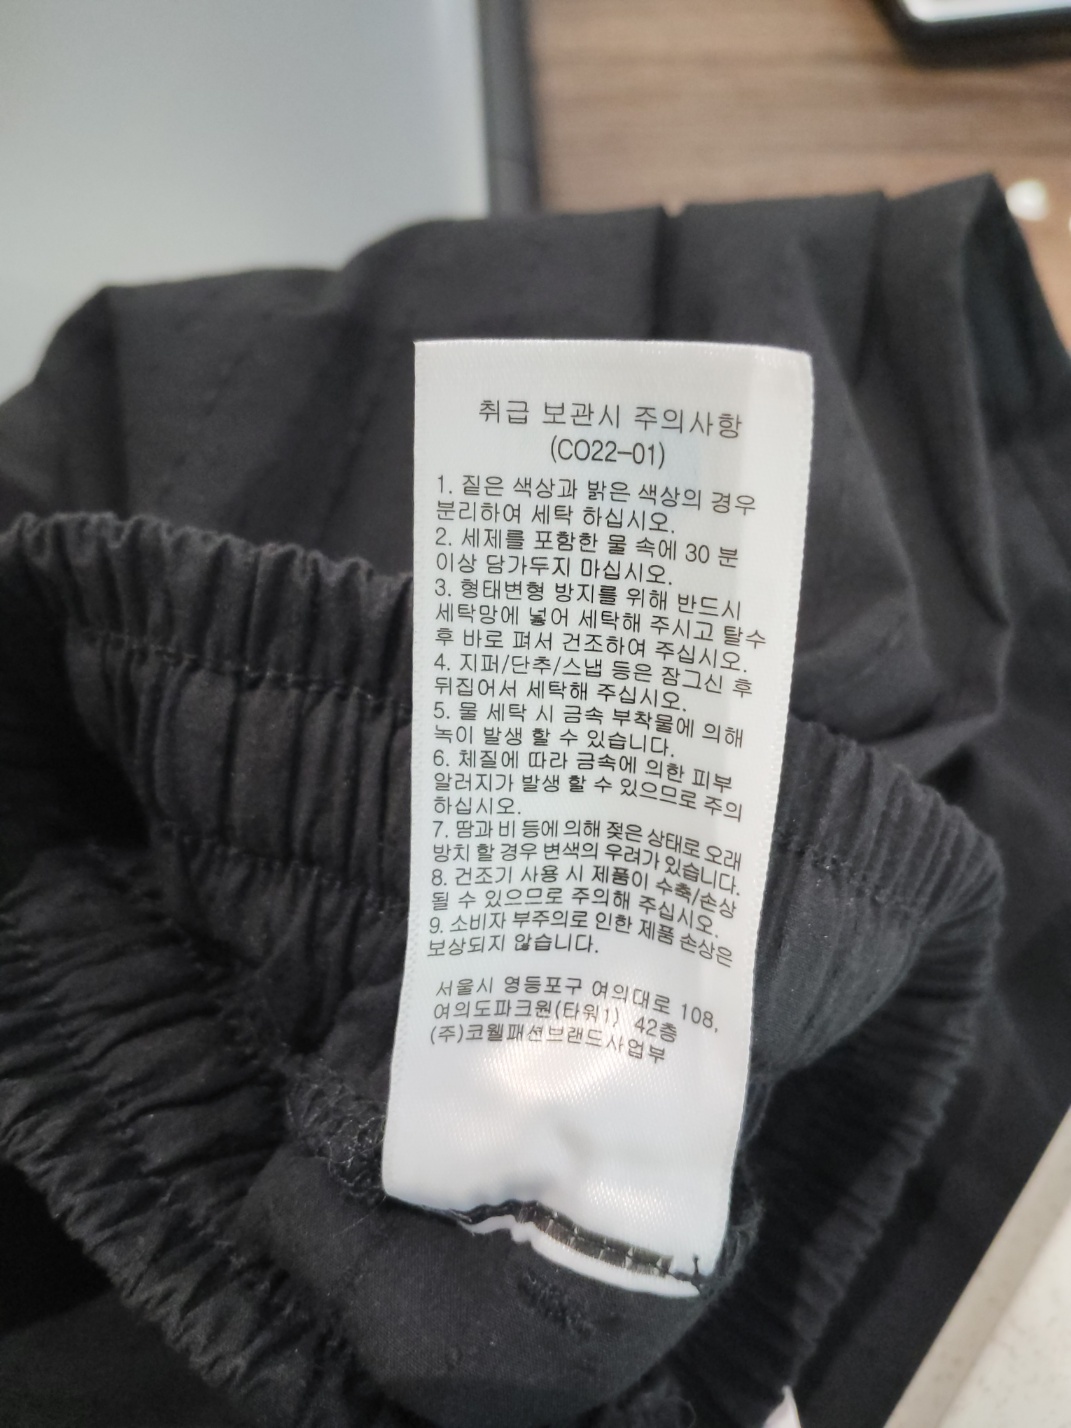 취급 보관시 주의사항
(CO22-01)
1. 짙은 색상과 밝은 색상의 경우
분리하여 세탁 하십시오.
2. 세제를 포함한 물 속에 30 분
이상 담가두지 마십시오.
3. 형태변형 방지를 위해 반드시
세탁망에 넣어 세탁해 주시고 탈수
후 바로 펴서 건조하여 주십시오.
4. 지퍼/단추/스냅 등은 잠그신 후
뒤집어서 세탁해 주십시오.
5. 물 세탁 시 금속 부착물에 의해
녹이 발생 할 수 있습니다.
6. 체질에 따라 금속에 의한 피부
알러지가 발생 할 수 있으므로 주의
하십시오.
7. 땀과 비 등에 의해 젖은 상태로 오래
방치 할 경우 변색의 우려가 있습니다.
8. 건조기 사용 시 제품이 수축/손상
될 수 있으므로 주의해 주십시오.
9. 소비자 부주의로 인한 제품 손상은
보상되지 않습니다.
서울시 영등포구 여의대로 108,
여의도파크원(타워1) 42층
(주)코웰패션브랜드사업부